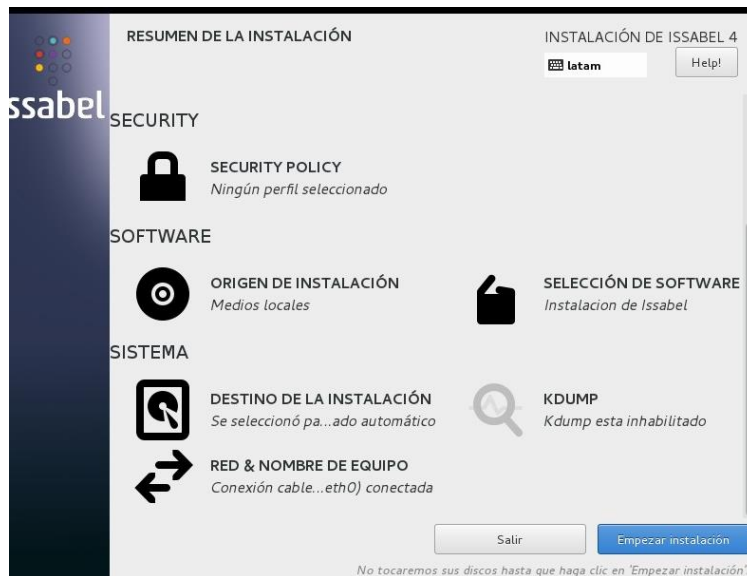 RESUMEN DE LA INSTALACIÓN
INSTALACIÓN DE ISSABEL 4
latam
Help!
ssabel
SECURITY
SECURITY POLICY
Ningún perfil seleccionado
SOFTWARE
ORIGEN DE INSTALACIÓN
Medios locales
SELECCIÓN DE SOFTWARE
Instalacion de Issabel
SISTEMA
DESTINO DE LA INSTALACIÓN
Se seleccionó pa...ado automático
KDUMP
Kdump esta inhabilitado
RED & NOMBRE DE EQUIPO
Conexión cable...eth0) conectada
Salir
Empezar instalación
No tocaremos sus discos hasta que haga clic en 'Empezar instalación'